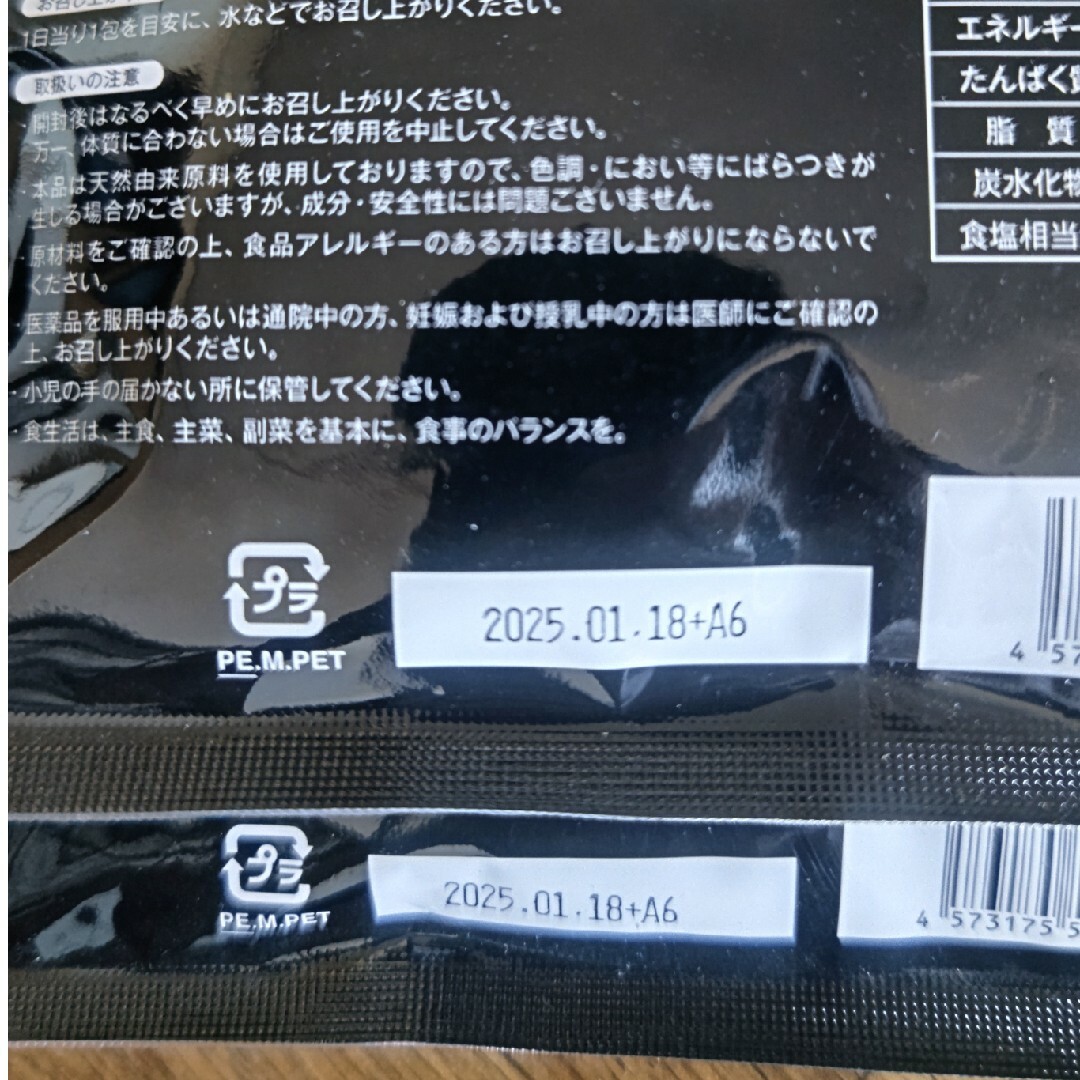 お召し上が
1日当り1包を目安に、水などでお召し上がりください。
取扱いの注意
・開封後はなるべく早めにお召し上がりください。
万一、体質に合わない場合はご使用を中止してください。
・本品は天然由来原料を使用しておりますので、色調・におい等にばらつきが
生じる場合がございますが、成分・安全性には問題ございません。
・原材料をご確認の上、食品アレルギーのある方はお召し上がりにならないで
ください。
・医薬品を服用中あるいは通院中の方、妊娠および授乳中の方は医師にご確認の
上、お召し上がりください。
・小児の手の届かない所に保管してください。
・食生活は、主食、主菜、副菜を基本に、食事のバランスを。
エネルギー
たんぱく質
脂 質
炭水化物
食塩相当
プラ
PE.M.PET
2025.01.18+A6
4 57
プラ
PE.M.PET
2025.01.18+A6
4 573175 5